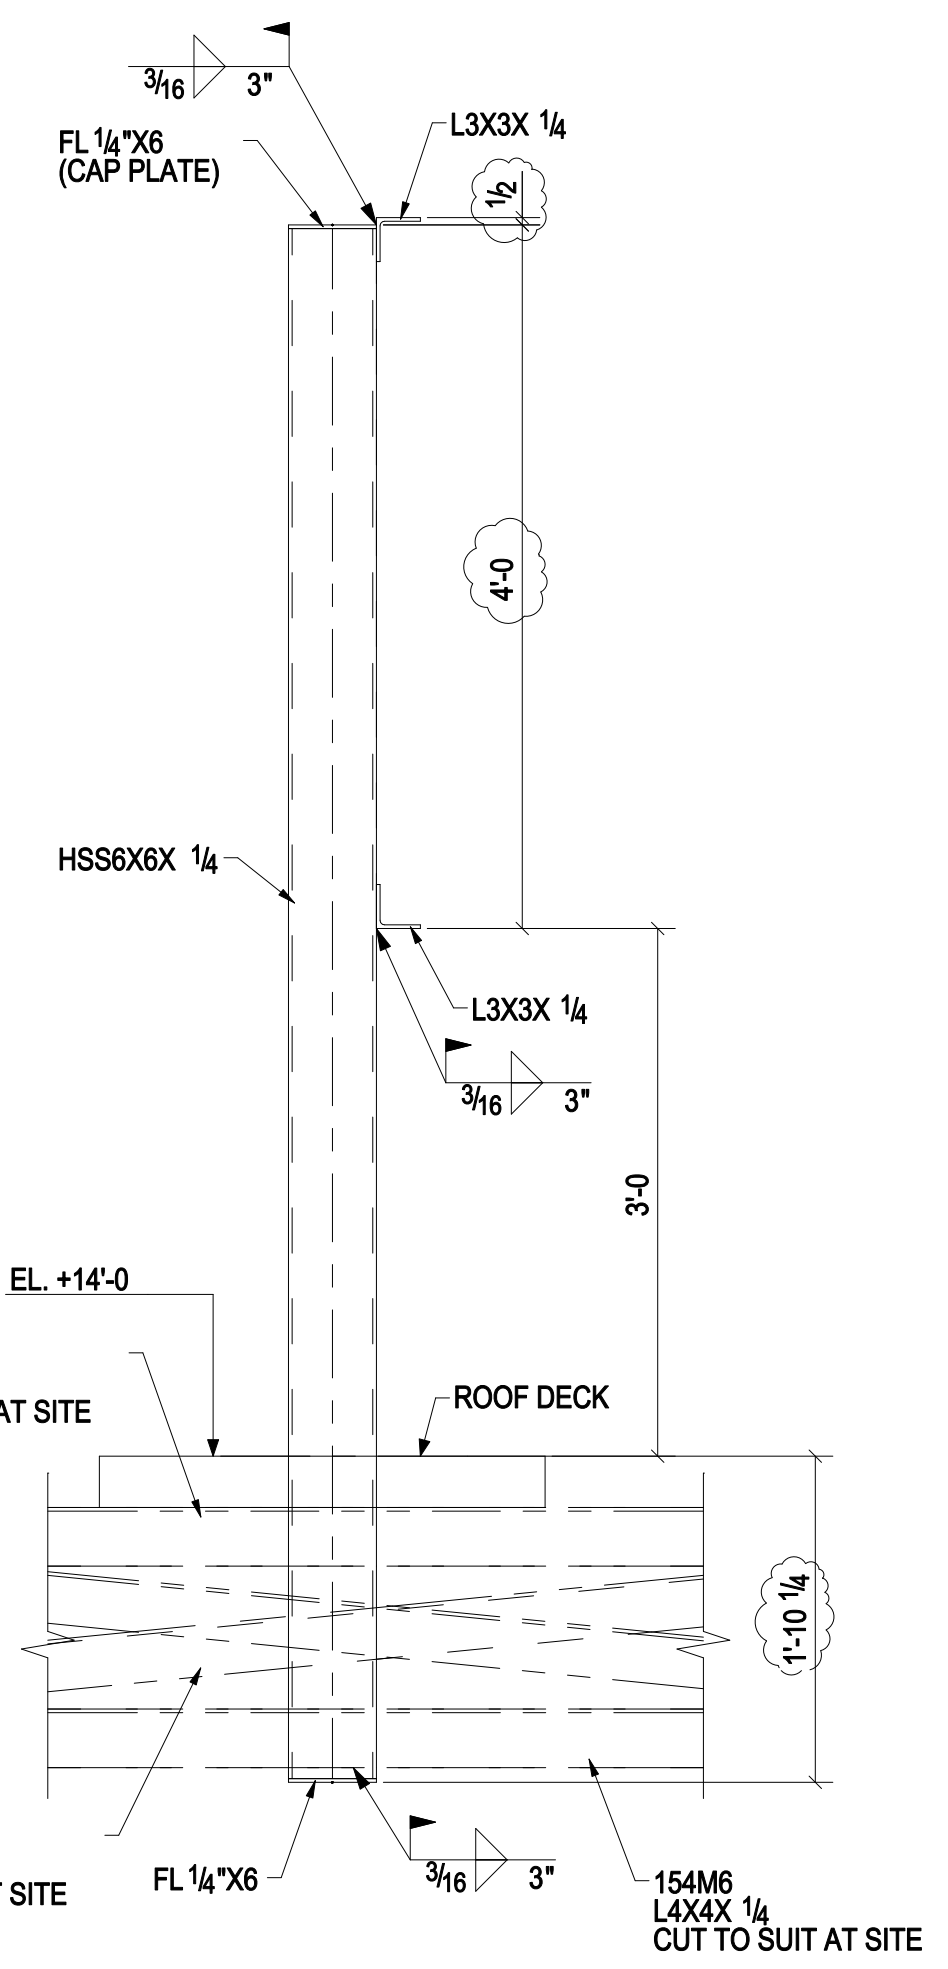 3/16 3"
FL 1/4"X6
(CAP PLATE)
L3X3X 1/4
1/2
4'-0
HSS6X6X 1/4
L3X3X 1/4
3/16 3"
3'-0
EL. +14'-0
AT SITE
ROOF DECK
1'-10 1/4
FL 1/4"X6
3/16 3"
T SITE
154M6
L4X4X 1/4
CUT TO SUIT AT SITE